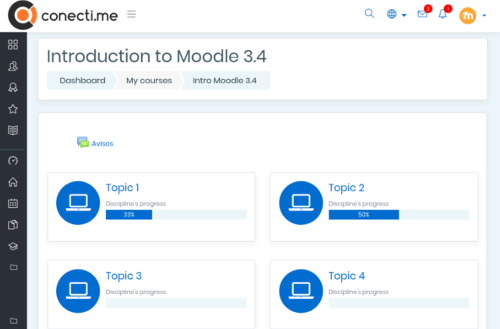 conecti.me
2
3
m
Introduction to Moodle 3.4
Dashboard My courses Intro Moodle 3.4
Avisos
Topic 1
Discipline's progress
33%
Topic 2
Discipline's progress
50%
Topic 3
Discipline's progress
Topic 4
Discipline's progress